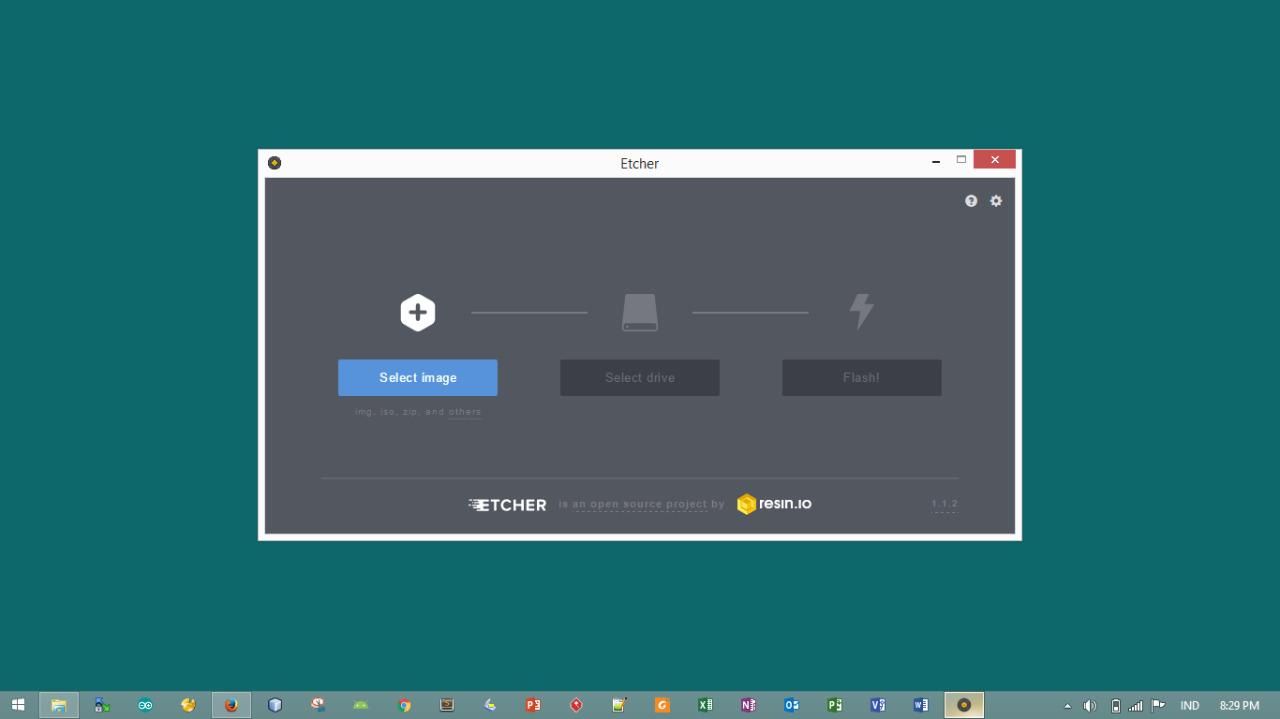 Etcher
Select image
Select drive
Flash!
img, iso, zip, and others
ETCHER is an open source project by resin.io
1.1.2
IND
8:29 PM